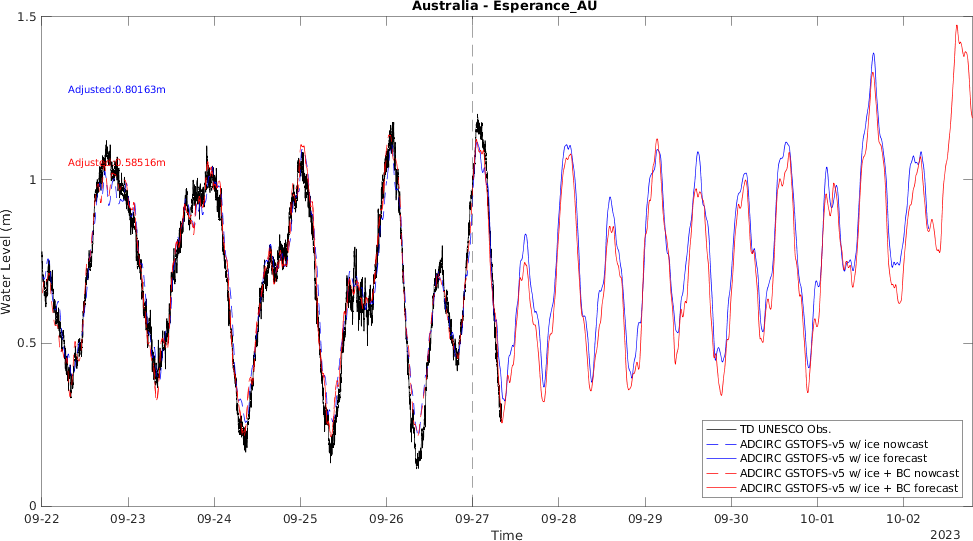 Australia - Esperance_AU
1.5
Adjusted:0.80163m
Adjusted:0.58516m
1
Water Level (m)
0.5
TD UNESCO Obs.
ADCIRC GSTOFS-v5 w/ ice nowcast
ADCIRC GSTOFS-v5 w/ ice forecast
ADCIRC GSTOFS-v5 w/ ice + BC nowcast
ADCIRC GSTOFS-v5 w/ ice + BC forecast
0
09-22 09-23 09-24 09-25 09-26 09-27 09-28 09-29 09-30 10-01 10-02
Time
2023